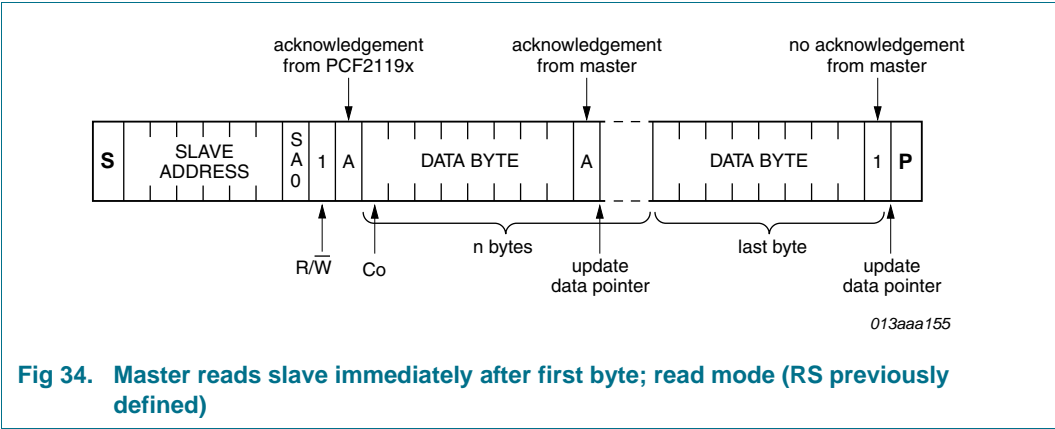 acknowledgement
from PCF2119x
acknowledgement
from master
no acknowledgement
from master
S
SLAVE
ADDRESS
S
A
0
1
A
DATA BYTE
A
DATA BYTE
1
P
R/W̅
Co
n bytes
update
data pointer
last byte
update
data pointer
013aaa155
Fig 34. Master reads slave immediately after first byte; read mode (RS previously
defined)